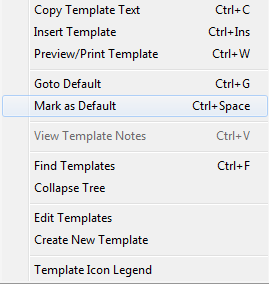 Copy Template Text Ctrl+C
Insert Template Ctrl+Ins
Preview/Print Template Ctrl+W
Goto Default Ctrl+G
Mark as Default Ctrl+Space
View Template Notes Ctrl+V
Find Templates Ctrl+F
Collapse Tree
Edit Templates
Create New Template
Template Icon Legend